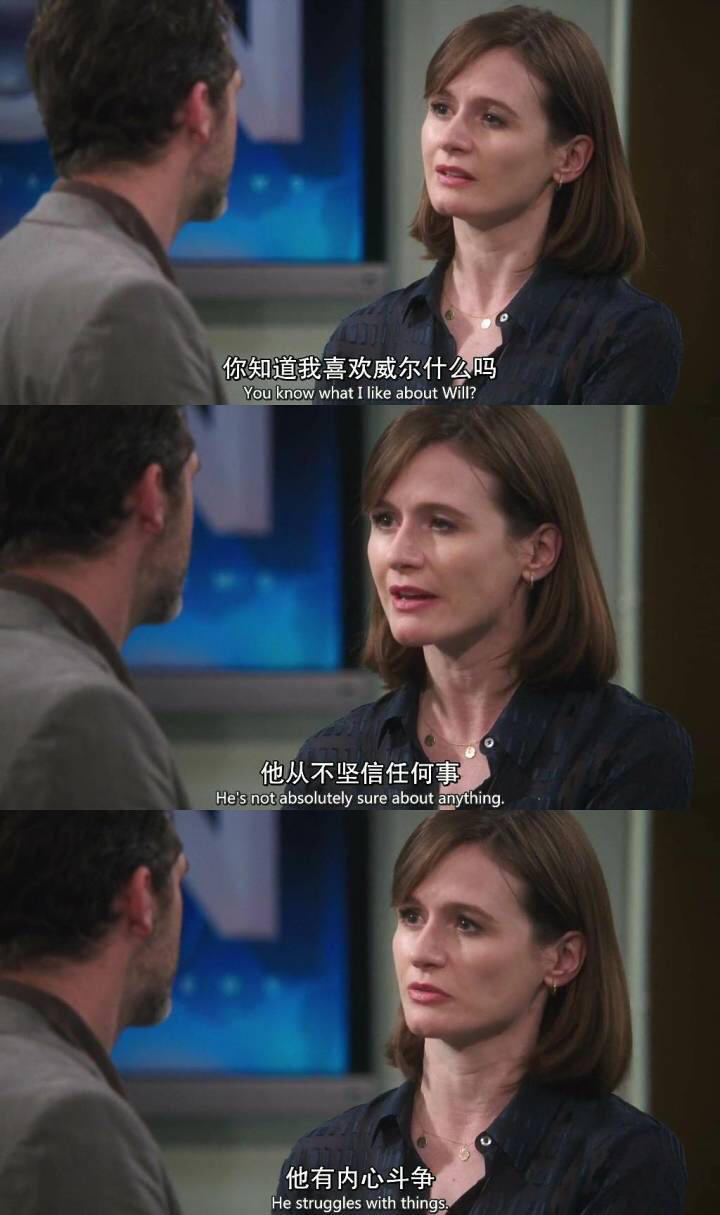 你知道我喜欢威尔什么吗
You know what I like about Will?
他从不坚信任何事
He's not absolutely sure about anything.
他有内心斗争
He struggles with things.